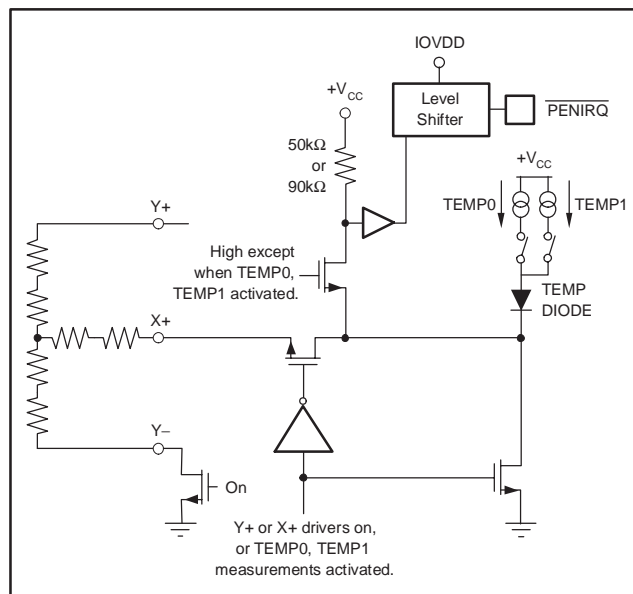 IOVDD
Level
Shifter
PENIRQ
+VCC
50kΩ
or
90kΩ
+VCC
TEMP0
TEMP1
Y+
High except
when TEMP0,
TEMP1 activated.
TEMP
DIODE
X+
Y−
On
Y+ or X+ drivers on,
or TEMP0, TEMP1
measurements activated.